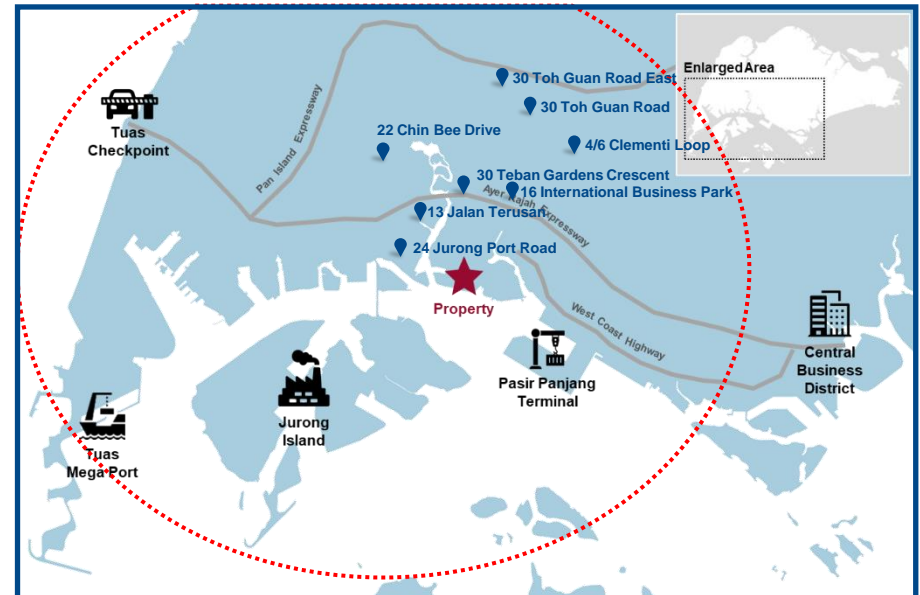 Enlarged Area
30 Toh Guan Road East
30 Toh Guan Road
Pan Island Expressway
Tuas
Checkpoint
22 Chin Bee Drive
4/6 Clementi Loop
30 Teban Gardens Crescent
16 International Business Park
Ayer Rajah Expressway
13 Jalan Terusan
24 Jurong Port Road
Property
West Coast Highway
Central
Business
District
Pasir Panjang
Terminal
Jurong
Island
Tuas
Mega Port